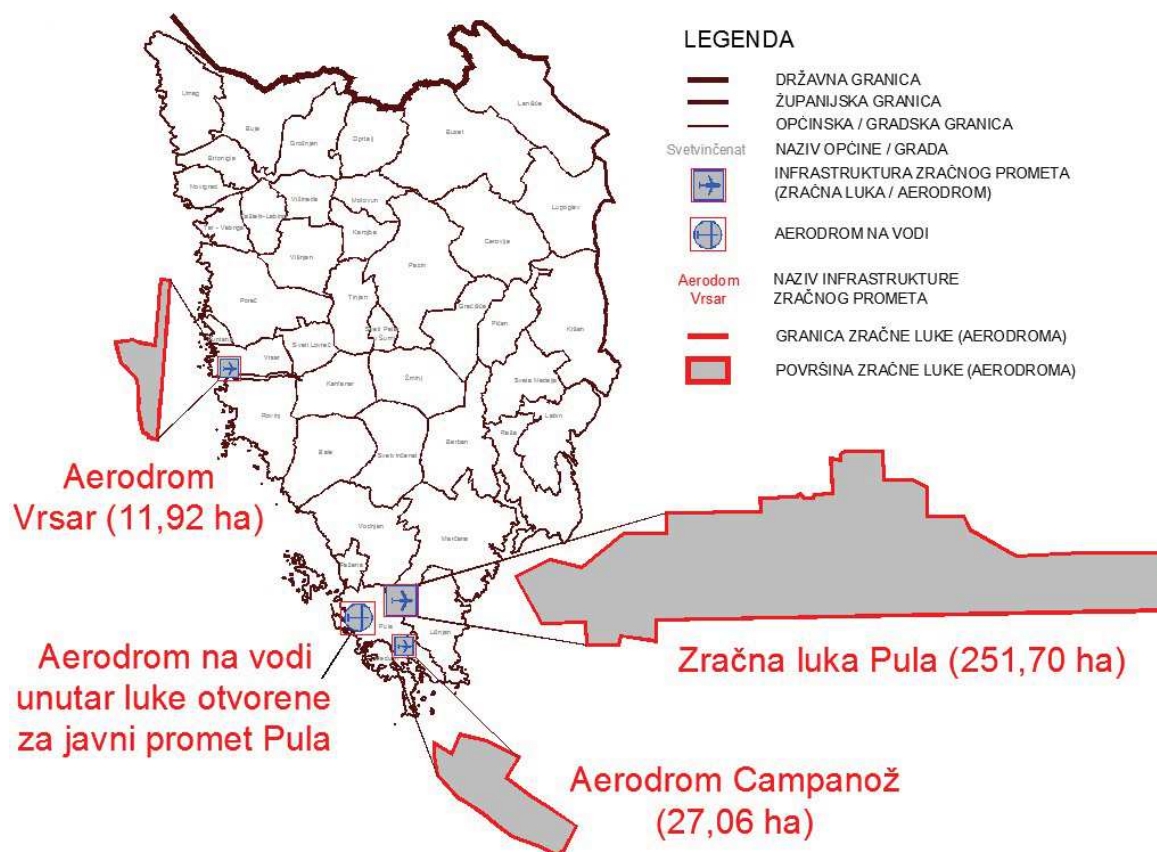 LEGENDA
DRŽAVNA GRANICA
ŽUPANIJSKA GRANICA
OPĆINSKA / GRADSKA GRANICA
Svetvinčenat
NAZIV OPĆINE / GRADA
INFRASTRUKTURA ZRAČNOG PROMETA
(ZRAČNA LUKA / AERODROM)
AERODROM NA VODI
Aerodom
Vrsar
NAZIV INFRASTRUKTURE
ZRAČNOG PROMETA
GRANICA ZRAČNE LUKE (AERODROMA)
POVRŠINA ZRAČNE LUKE (AERODROMA)
Umag
Buje
Grožnjan
Oprtalj
Buzet
Lanišće
Brtonigla
Novigrad
Vižinada
Motovun
Lupoglav
Karojba
Cerovlje
Višnjan
Pazin
Poreč
Tinjan
Gračišće
Pićan
Kršan
Vrsar
Sveti Lovreč
Kanfanar
Žminj
Sveta Nedelja
Labin
Rovinj
Bale
Svetvinčenat
Barban
Raša
Vodnjan
Marčana
Fažana
Pula
Ližnjan
Aerodrom
Vrsar (11,92 ha)
Zračna luka Pula (251,70 ha)
Aerodrom na vodi
unutar luke otvorene
za javni promet Pula
Aerodrom Campanož
(27,06 ha)